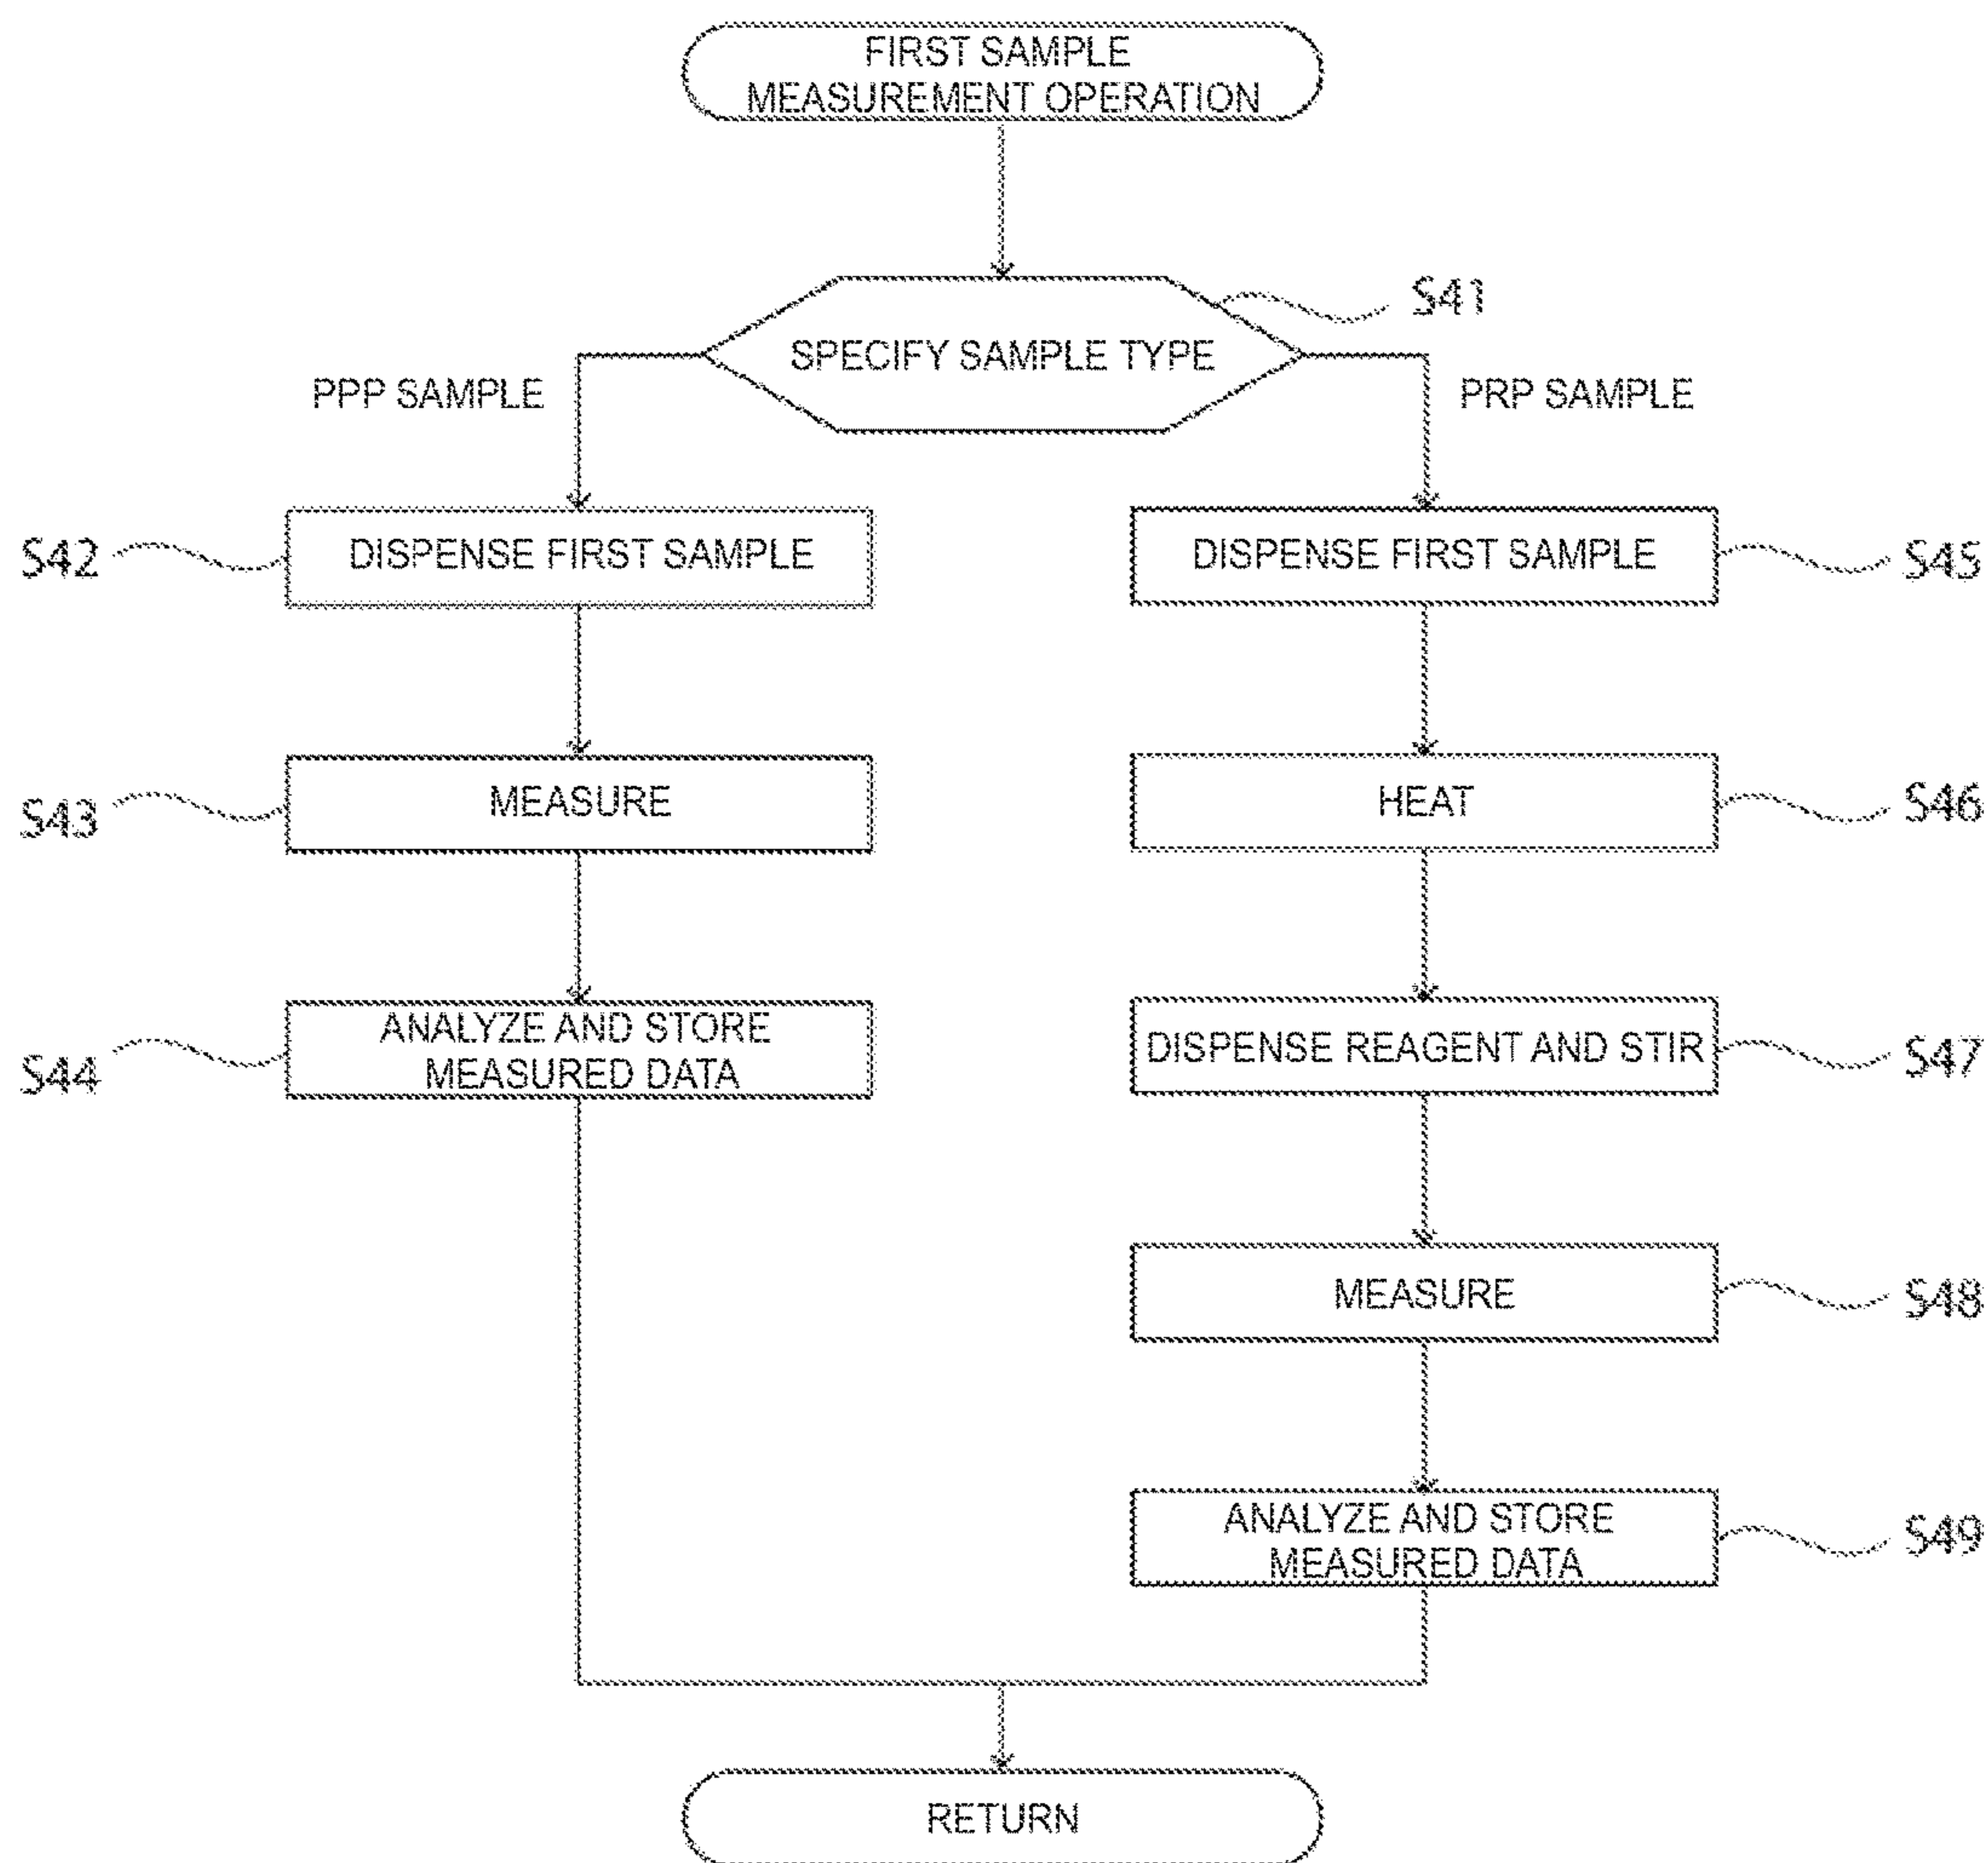 FIRST SAMPLE
MEASUREMENT OPERATION
S41
SPECIFY SAMPLE TYPE
PPP SAMPLE
PRP SAMPLE
S42
DISPENSE FIRST SAMPLE
DISPENSE FIRST SAMPLE
S45
S43
MEASURE
HEAT
S46
S44
ANALYZE AND STORE
MEASURED DATA
DISPENSE REAGENT AND STIR
S47
MEASURE
S48
ANALYZE AND STORE
MEASURED DATA
S49
RETURN